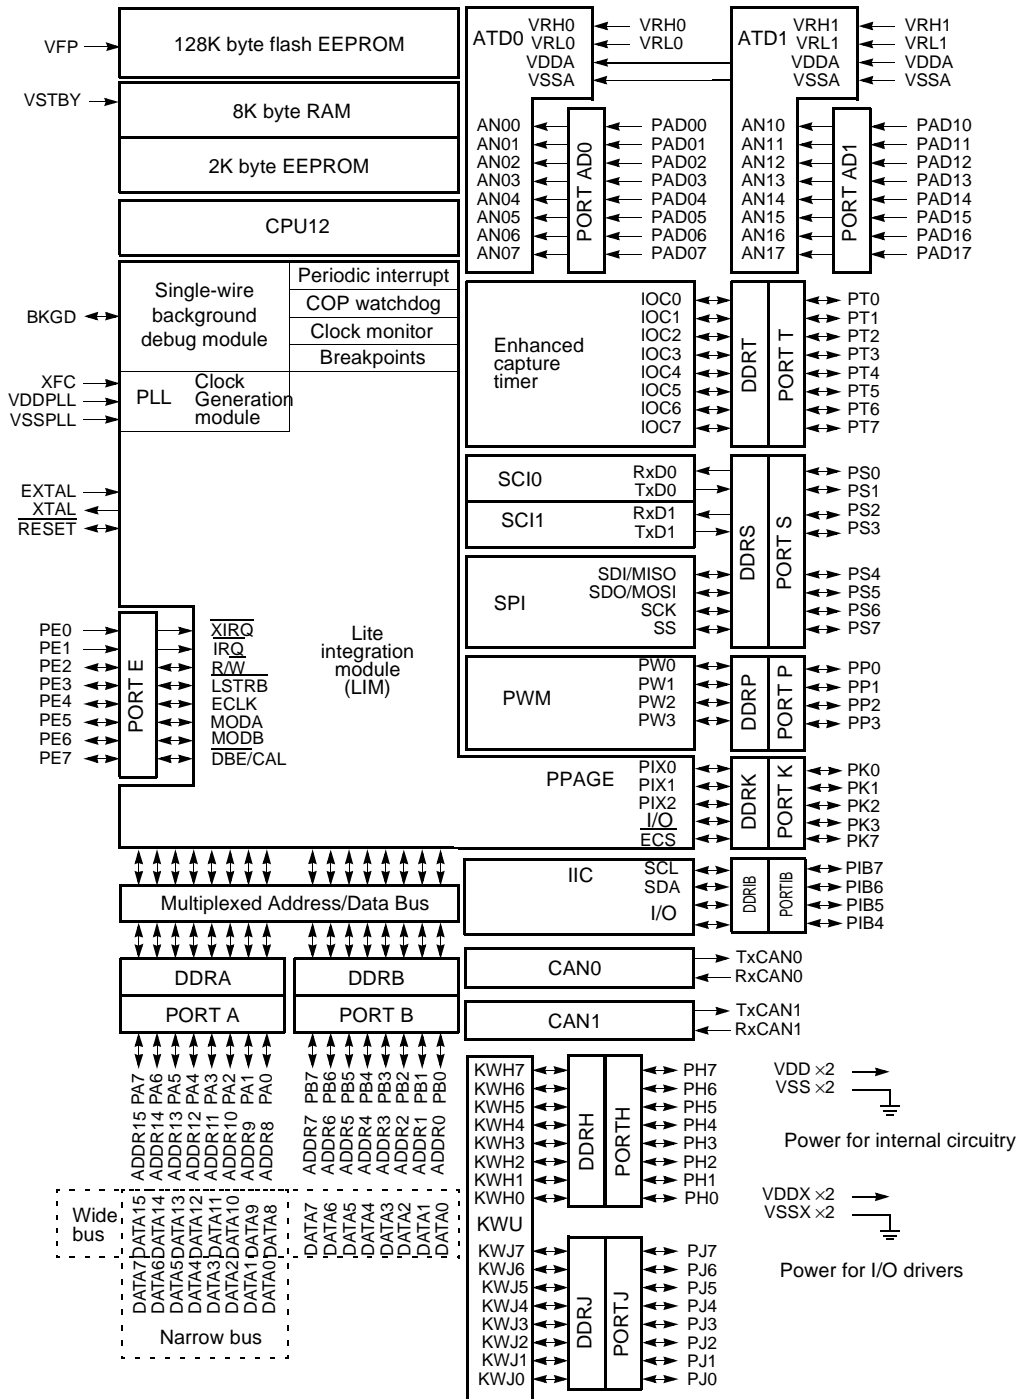 VFP
128K byte flash EEPROM
VSTBY
8K byte RAM
2K byte EEPROM
CPU12
Single-wire
background
debug module
Periodic interrupt
COP watchdog
Clock monitor
Breakpoints
BKGD
XFC
VDDPLL
VSSPLL
PLL
Clock
Generation
module
EXTAL
XTAL
RESET
PE0
PE1
PE2
PE3
PE4
PE5
PE6
PE7
PORT E
XIRQ
IRQ
R/W
LSTRB
ECLK
MODA
MODB
DBE/CAL
Lite
integration
module
(LIM)
ATD0
VRH0
VRL0
VDDA
VSSA
VRH0
VRL0
AN00
AN01
AN02
AN03
AN04
AN05
AN06
AN07
PORT AD0
PAD00
PAD01
PAD02
PAD03
PAD04
PAD05
PAD06
PAD07
ATD1
VRH1
VRL1
VDDA
VSSA
VRH1
VRL1
VDDA
VSSA
AN10
AN11
AN12
AN13
AN14
AN15
AN16
AN17
PORT AD1
PAD10
PAD11
PAD12
PAD13
PAD14
PAD15
PAD16
PAD17
Enhanced
capture
timer
IOC0
IOC1
IOC2
IOC3
IOC4
IOC5
IOC6
IOC7
DDRT
PORT T
PT0
PT1
PT2
PT3
PT4
PT5
PT6
PT7
SCI0
RxD0
TxD0
SCI1
RxD1
TxD1
SPI
SDI/MISO
SDO/MOSI
SCK
SS
DDRS
PORT S
PS0
PS1
PS2
PS3
PS4
PS5
PS6
PS7
PWM
PW0
PW1
PW2
PW3
DDRP
PORT P
PP0
PP1
PP2
PP3
PPAGE
PIX0
PIX1
PIX2
I/O
ECS
DDRK
PORT K
PK0
PK1
PK2
PK3
PK7
IIC
SCL
SDA
I/O
DDRIB
PORTIB
PIB7
PIB6
PIB5
PIB4
CAN0
TxCAN0
RxCAN0
CAN1
TxCAN1
RxCAN1
Multiplexed Address/Data Bus
DDRA
DDRB
PORT A
PORT B
PA7
PA6
PA5
PA4
PA3
PA2
PA1
PA0
PB7
PB6
PB5
PB4
PB3
PB2
PB1
PB0
ADDR15
ADDR14
ADDR13
ADDR12
ADDR11
ADDR10
ADDR9
ADDR8
ADDR7
ADDR6
ADDR5
ADDR4
ADDR3
ADDR2
ADDR1
ADDR0
Wide
bus
DATA15
DATA14
DATA13
DATA12
DATA11
DATA10
DATA9
DATA8
DATA7
DATA6
DATA5
DATA4
DATA3
DATA2
DATA1
DATA0
DATA7
DATA6
DATA5
DATA4
DATA3
DATA2
DATA1
DATA0
Narrow bus
KWH7
KWH6
KWH5
KWH4
KWH3
KWH2
KWH1
KWH0
DDRH
PORTH
PH7
PH6
PH5
PH4
PH3
PH2
PH1
PH0
KWU
KWJ7
KWJ6
KWJ5
KWJ4
KWJ3
KWJ2
KWJ1
KWJ0
DDRJ
PORTJ
PJ7
PJ6
PJ5
PJ4
PJ3
PJ2
PJ1
PJ0
VDD ×2
VSS ×2
Power for internal circuitry
VDDX ×2
VSSX ×2
Power for I/O drivers